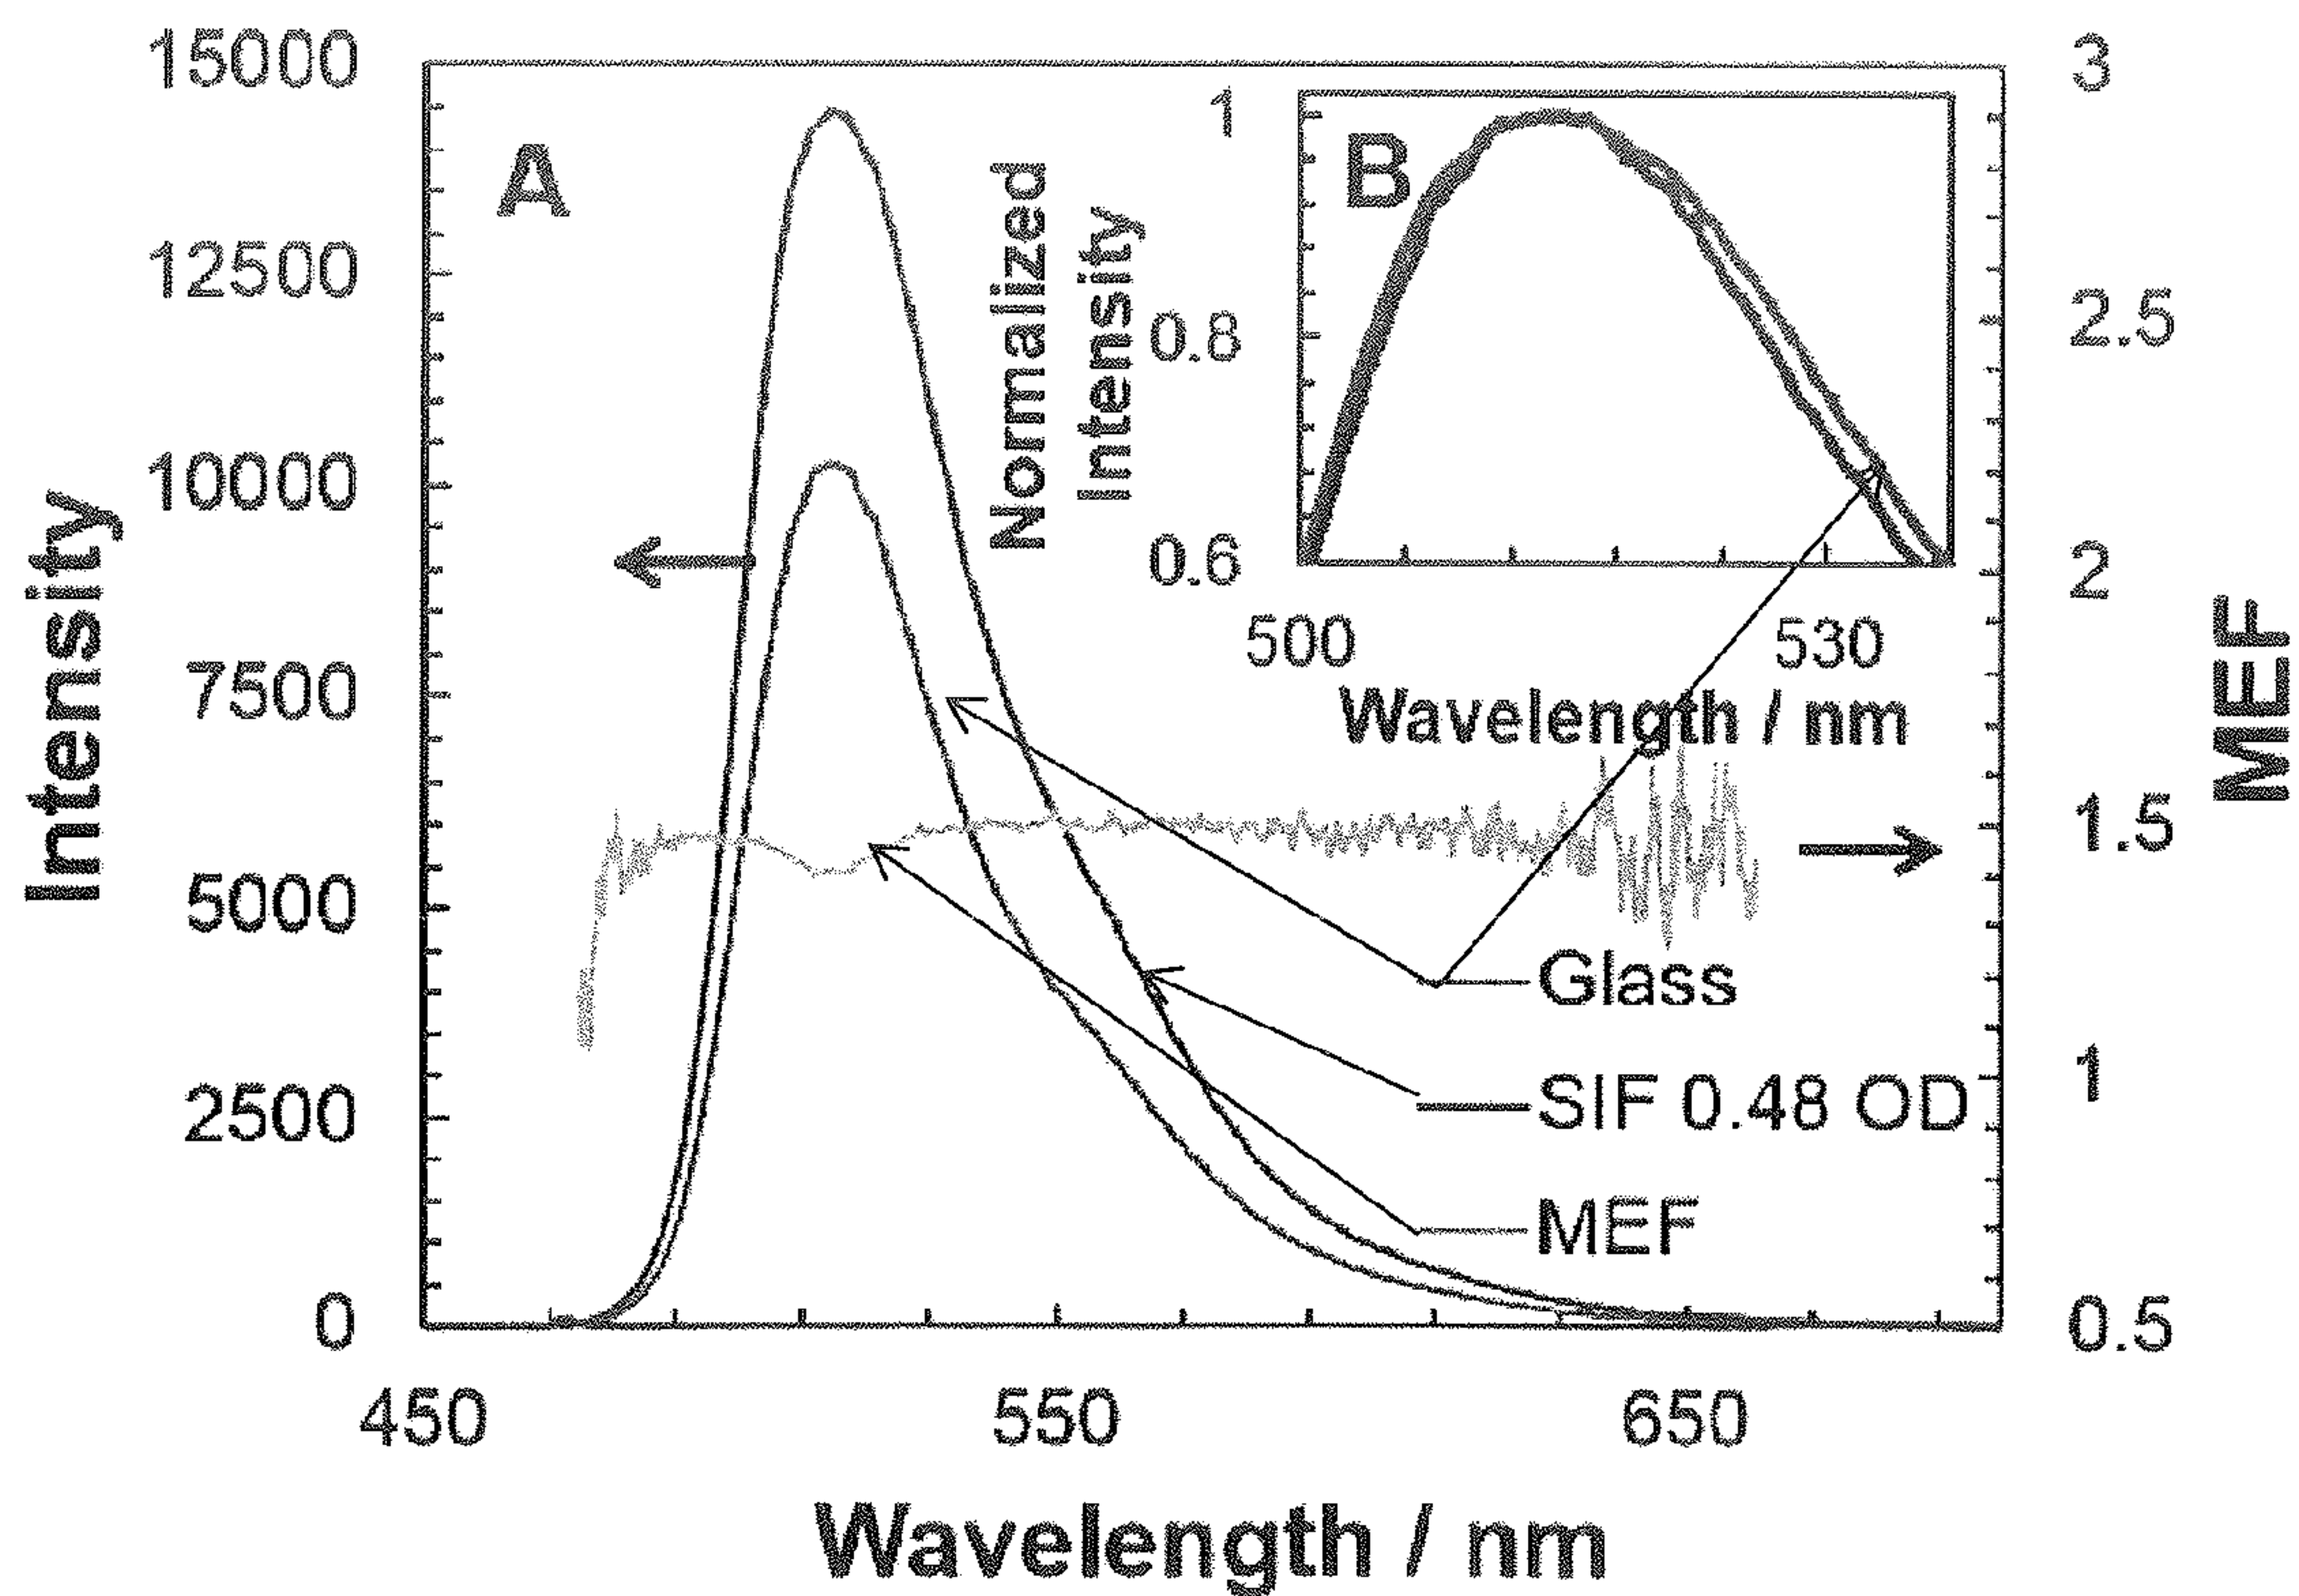 15000
12500
10000
7500
5000
2500
0
Intensity
A
450
550
650
Wavelength / nm
3
2.5
2
1.5
1
0.5
MEF
B
Normalized
Intensity
1
0.8
0.6
500
530
Wavelength / nm
Glass
SIF 0.48 OD
MEF